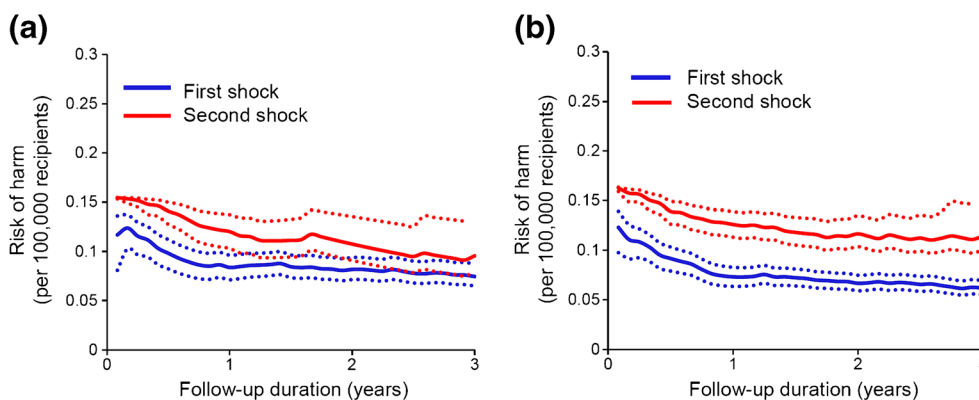 (a)
0.3
0.25
0.2
0.15
0.1
0.05
0
Risk of harm
(per 100,000 recipients)
First shock
Second shock
0
1
2
3
Follow-up duration (years)
(b)
0.3
0.25
0.2
0.15
0.1
0.05
0
Risk of harm
(per 100,000 recipients)
First shock
Second shock
0
1
2
Follow-up duration (years)